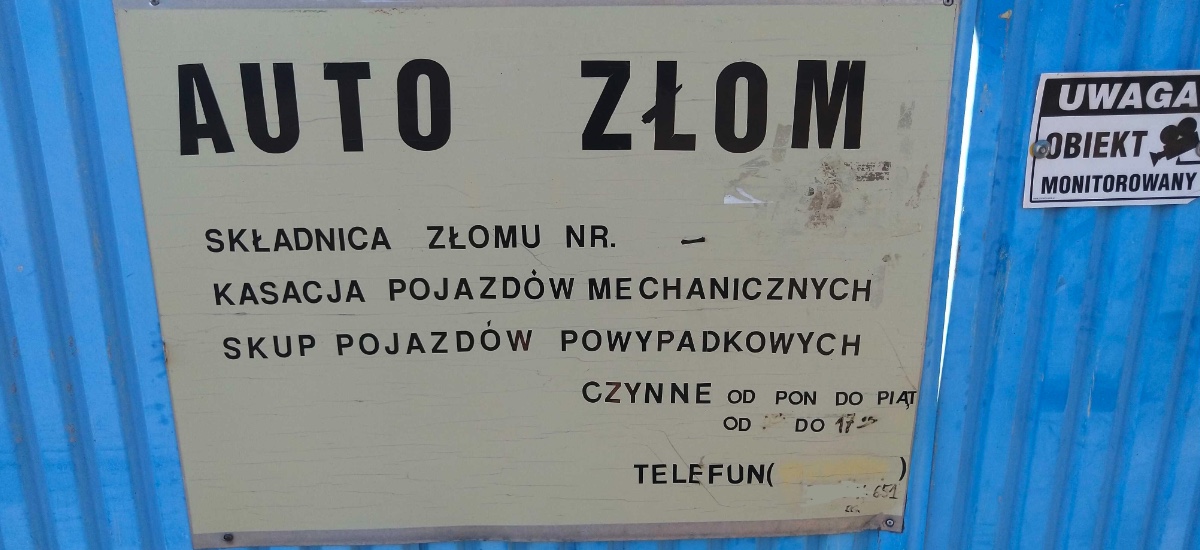 AUTO ZŁOM
SKŁADNICA ZŁOMU NR. -
KASACJA POJAZDÓW MECHANICZNYCH
SKUP POJAZDÓW POWYPADKOWYCH
CZYNNE OD PON DO PIĄT
OD DO 17
TELEFUN( )
651
UWAGA
OBIEKT
MONITOROWANY